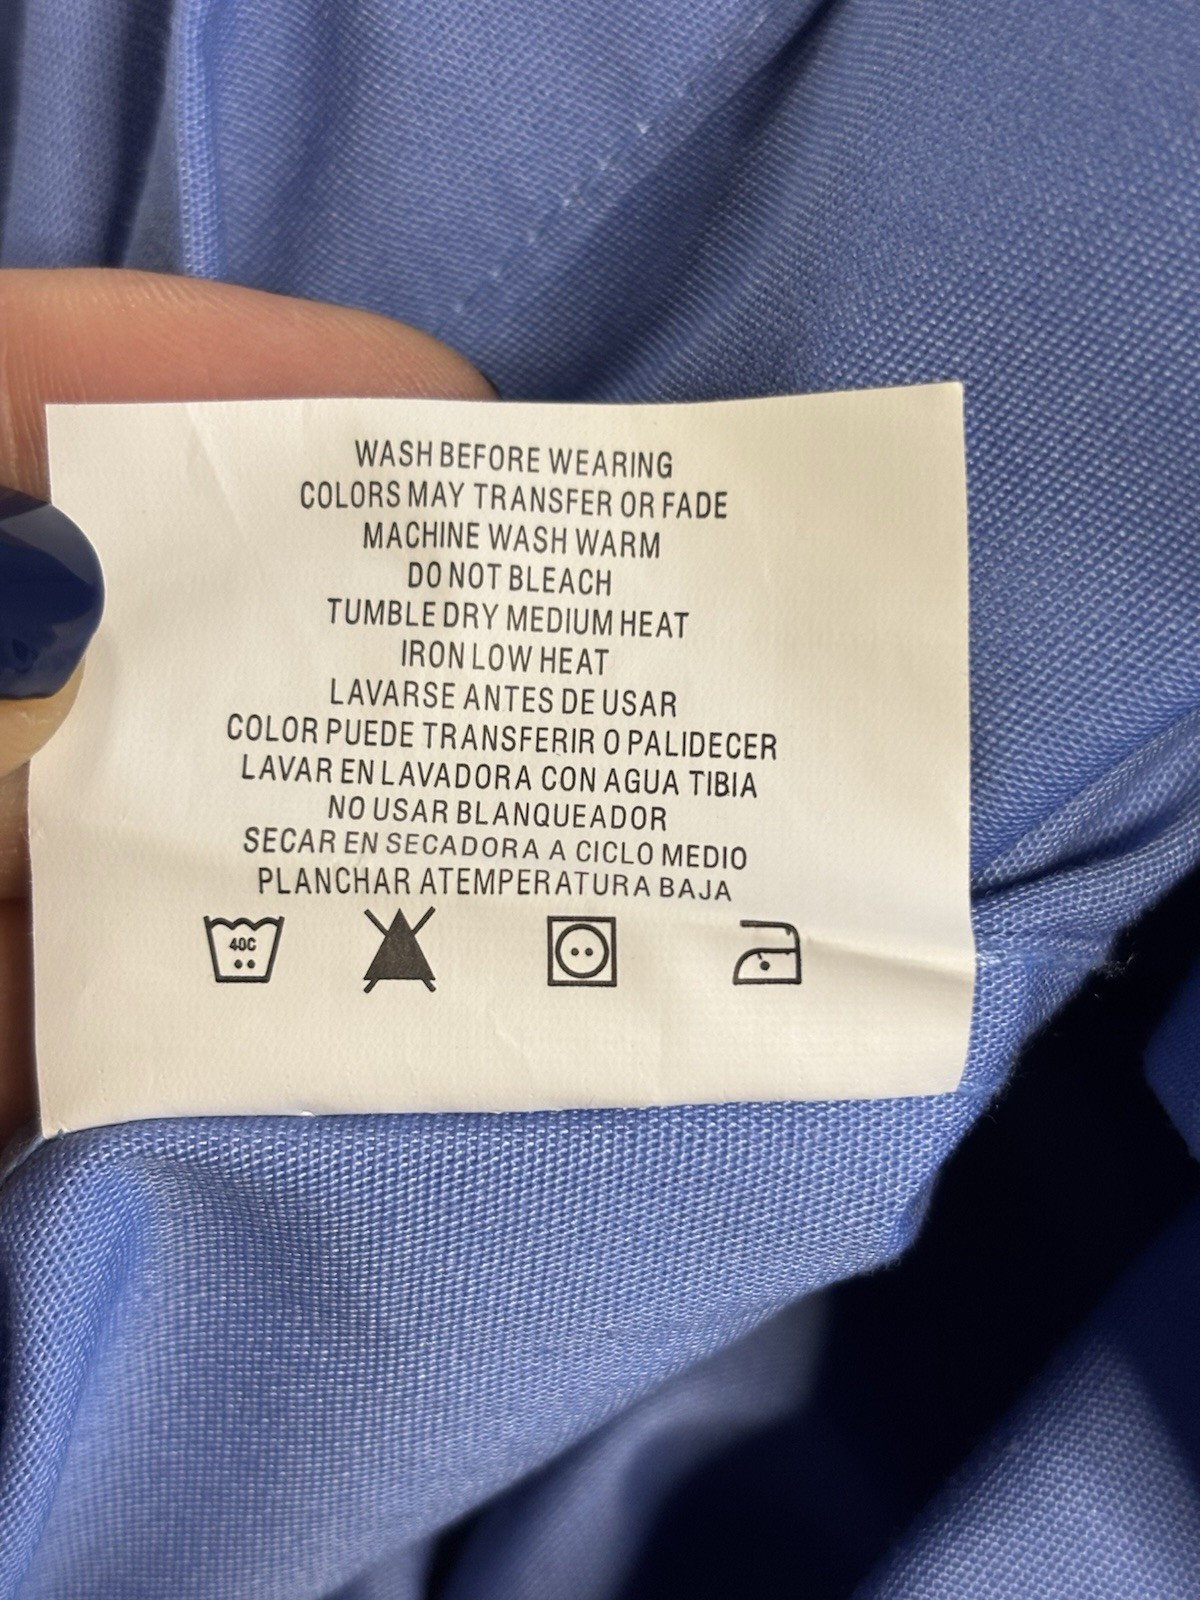 WASH BEFORE WEARING
COLORS MAY TRANSFER OR FADE
MACHINE WASH WARM
DO NOT BLEACH
TUMBLE DRY MEDIUM HEAT
IRON LOW HEAT
LAVARSE ANTES DE USAR
COLOR PUEDE TRANSFERIR O PALIDECER
LAVAR EN LAVADORA CON AGUA TIBIA
NO USAR BLANQUEADOR
SECAR EN SECADORA A CICLO MEDIO
PLANCHAR ATEMPERATURA BAJA
40C